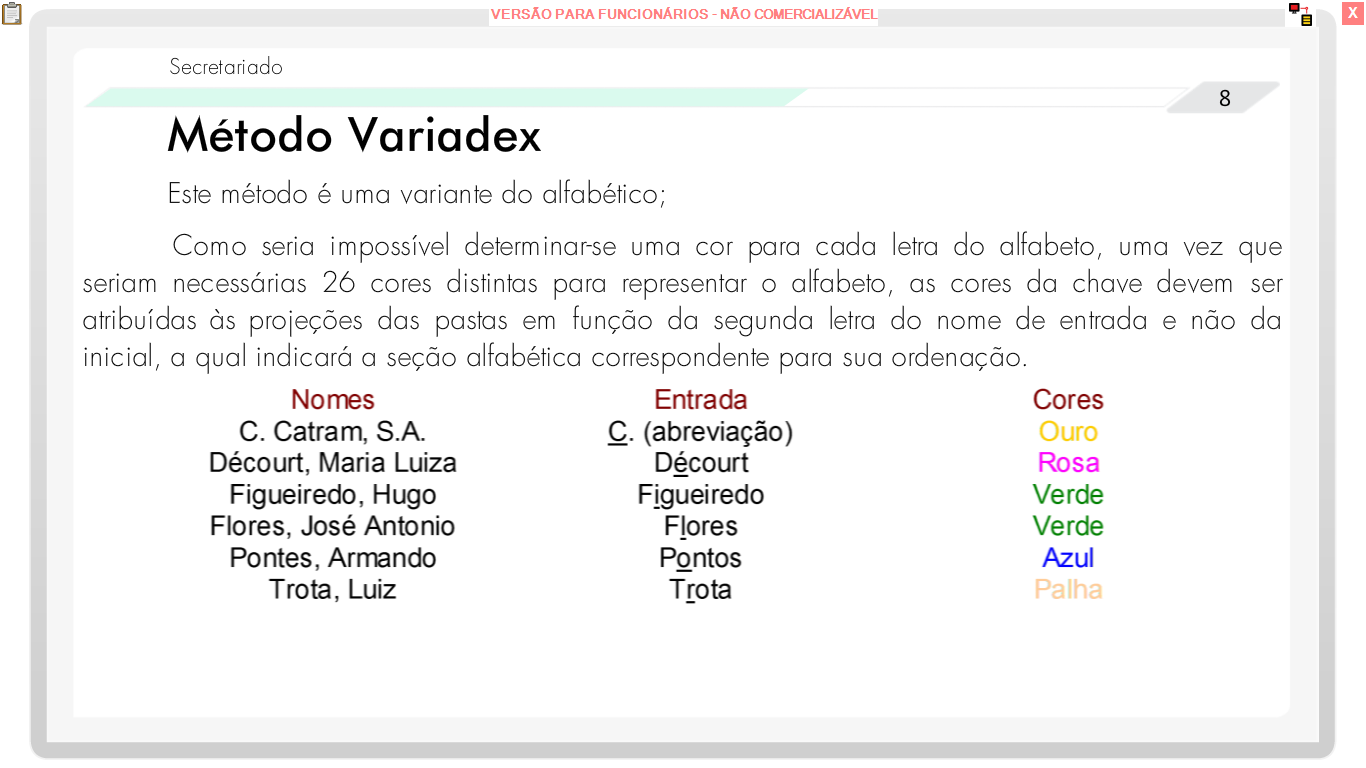 VERSÃO PARA FUNCIONÁRIOS - NÃO COMERCIALIZÁVEL
X
Secretariado
8
Método Variadex
Este método é uma variante do alfabético;
Como seria impossível determinar-se uma cor para cada letra do alfabeto, uma vez que
seriam necessárias 26 cores distintas para representar o alfabeto, as cores da chave devem ser
atribuídas às projeções das pastas em função da segunda letra do nome de entrada e não da
inicial, a qual indicará a seção alfabética correspondente para sua ordenação.
Nomes Entrada Cores
C. Catram, S.A. C. (abreviação) Ouro
Décourt, Maria Luiza Décourt Rosa
Figueiredo, Hugo Figueiredo Verde
Flores, José Antonio Flores Verde
Pontes, Armando Pontos Azul
Trota, Luiz Trota Palha